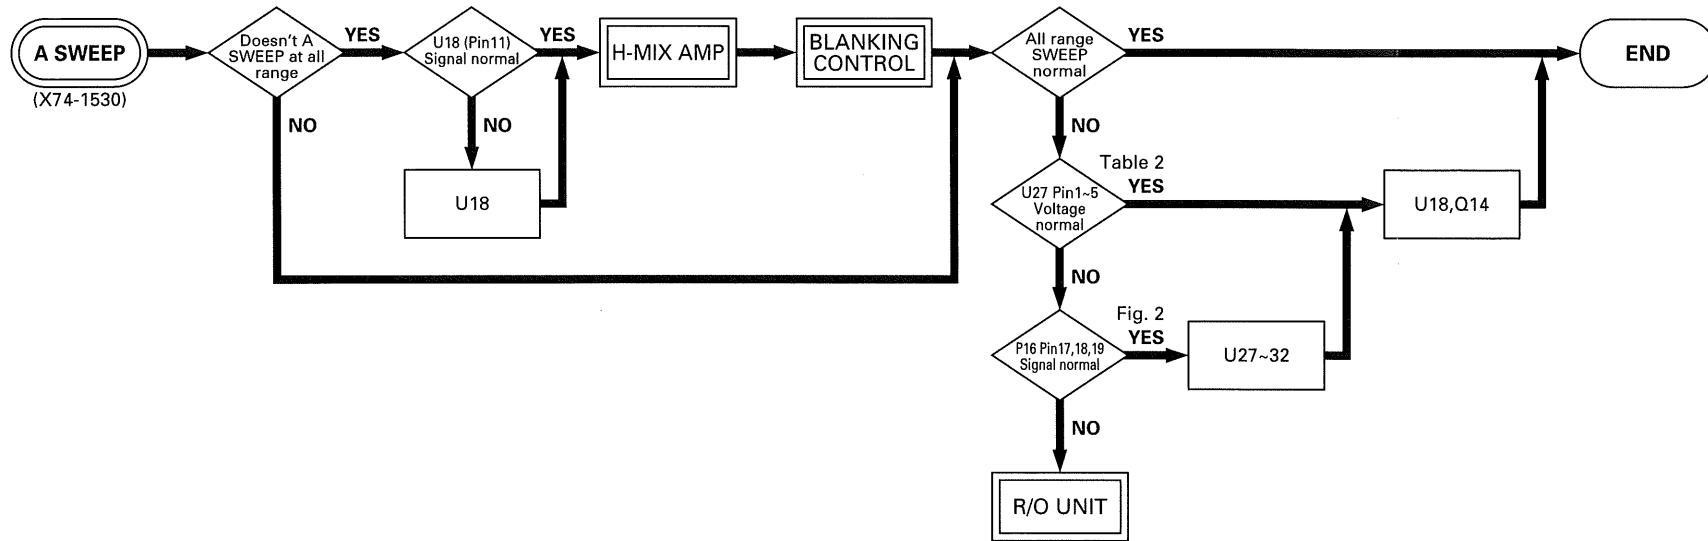 A SWEEP
(X74-1530)
Doesn't A
SWEEP at all
range
YES
NO
U18 (Pin11)
Signal normal
YES
NO
U18
H-MIX AMP
BLANKING
CONTROL
All range
SWEEP
normal
YES
NO
END
Table 2
U27 Pin1~5
Voltage
normal
YES
NO
U18,Q14
Fig. 2
P16 Pin17,18,19
Signal normal
YES
NO
U27~32
R/O UNIT